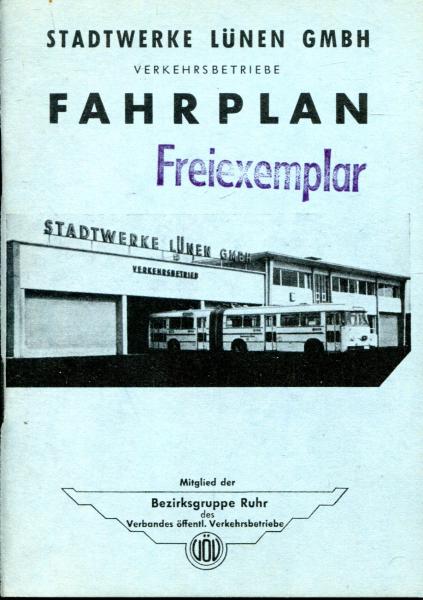 STADTWERKE LÜNEN GMBH
VERKEHRSBETRIEBE
FAHRPLAN
Freiexemplar
STADTWERKE LÜNEN GMBH
VERKEHRSBETRIEB
Mitglied der
Bezirksgruppe Ruhr
des
Verbandes öffentl. Verkehrsbetriebe
VÖV